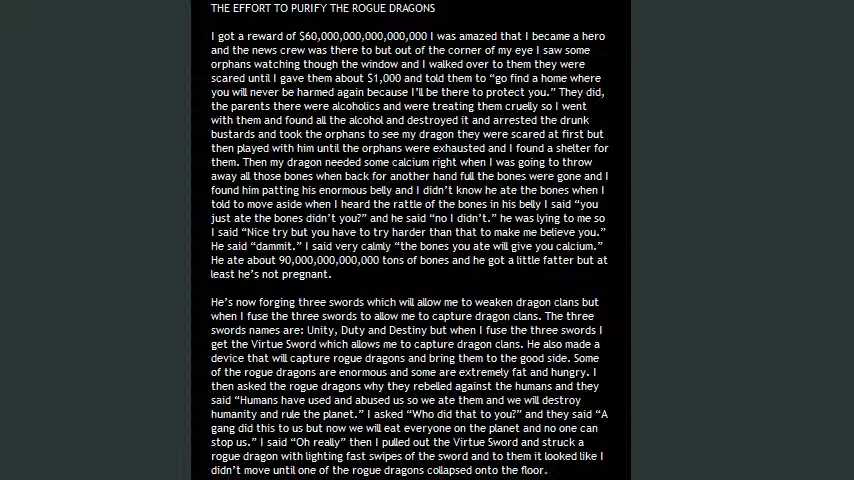 THE EFFORT TO PURIFY THE ROGUE DRAGONS
I got a reward of $60,000,000,000,000,000 I was amazed that I became a hero
and the news crew was there to but out of the corner of my eye I saw some
orphans watching though the window and I walked over to them they were
scared until I gave them about $1,000 and told them to “go find a home where
you will never be harmed again because I’ll be there to protect you.” They did,
the parents there were alcoholics and were treating them cruelly so I went
with them and found all the alcohol and destroyed it and arrested the drunk
bustards and took the orphans to see my dragon they were scared at first but
then played with him until the orphans were exhausted and I found a shelter for
them. Then my dragon needed some calcium right when I was going to throw
away all those bones when back for another hand full the bones were gone and I
found him patting his enormous belly and I didn’t know he ate the bones when I
told to move aside when I heard the rattle of the bones in his belly I said “you
just ate the bones didn’t you?” and he said “no I didn’t.” he was lying to me so
I said “Nice try but you have to try harder than that to make me believe you.”
He said “dammit.” I said very calmly “the bones you ate will give you calcium.”
He ate about 90,000,000,000,000 tons of bones and he got a little fatter but at
least he’s not pregnant.
He’s now forging three swords which will allow me to weaken dragon clans but
when I fuse the three swords to allow me to capture dragon clans. The three
swords names are: Unity, Duty and Destiny but when I fuse the three swords I
get the Virtue Sword which allows me to capture dragon clans. He also made a
device that will capture rogue dragons and bring them to the good side. Some
of the rogue dragons are enormous and some are extremely fat and hungry. I
then asked the rogue dragons why they rebelled against the humans and they
said “Humans have used and abused us so we ate them and we will destroy
humanity and rule the planet.” I asked “Who did that to you?” and they said “A
gang did this to us but now we will eat everyone on the planet and no one can
stop us.” I said “Oh really” then I pulled out the Virtue Sword and struck a
rogue dragon with lighting fast swipes of the sword and to them it looked like I
didn’t move until one of the rogue dragons collapsed onto the floor.